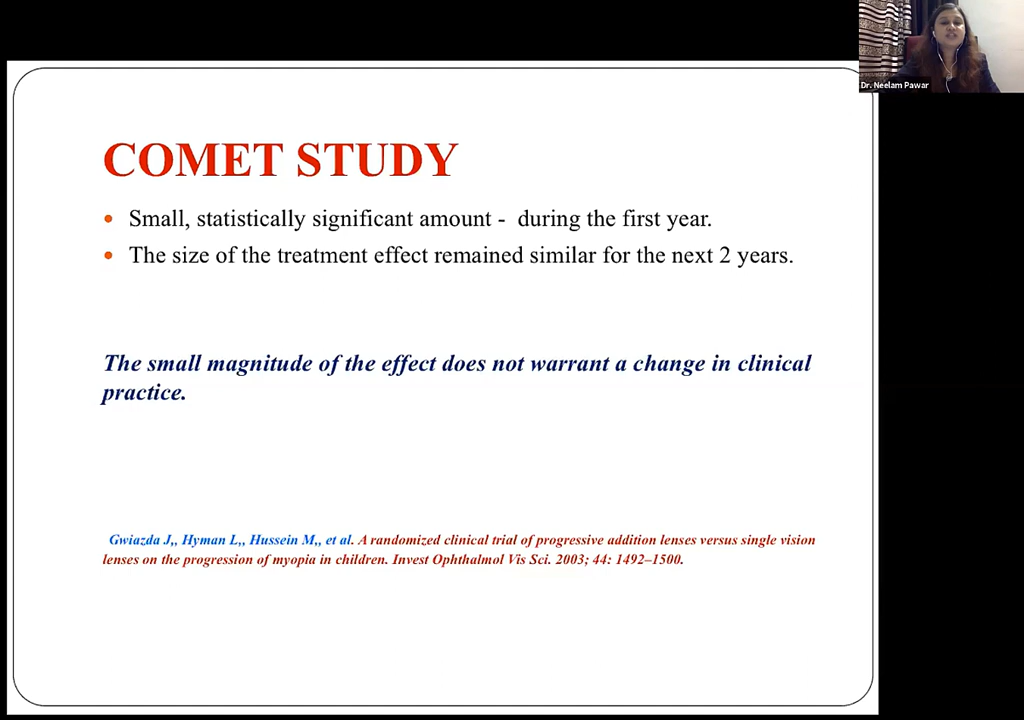 Dr. Neelam Pawar
COMET STUDY
• Small, statistically significant amount - during the first year.
• The size of the treatment effect remained similar for the next 2 years.
The small magnitude of the effect does not warrant a change in clinical
practice.
Gwiazda J,, Hyman L,, Hussein M,, et al. A randomized clinical trial of progressive addition lenses versus single vision
lenses on the progression of myopia in children. Invest Ophthalmol Vis Sci. 2003; 44: 1492–1500.